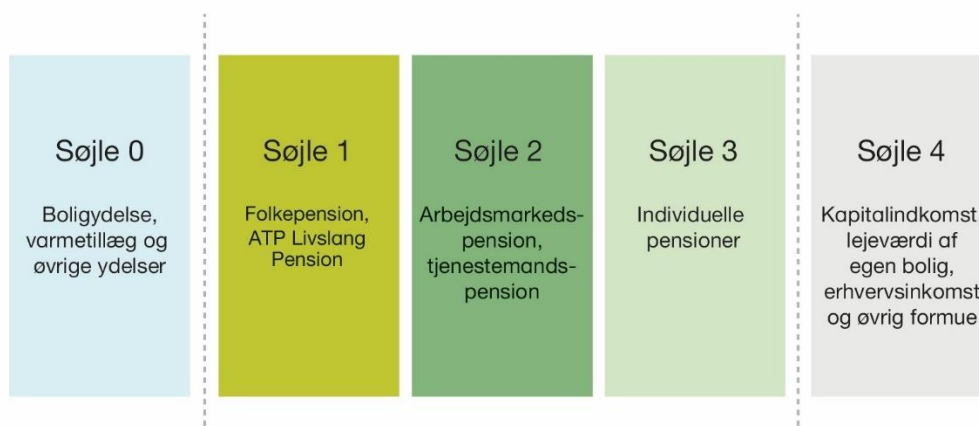 Søjle 0
Boligydelse,
varmetillæg og
øvrige ydelser
Søjle 1
Folkepension,
ATP Livslang
Pension
Søjle 2
Arbejdsmarkeds-
pension,
tjenestemands-
pension
Søjle 3
Individuelle
pensioner
Søjle 4
Kapitalindkomst
lejeværdi af
egen bolig,
erhvervsinkomst
og øvrig formue